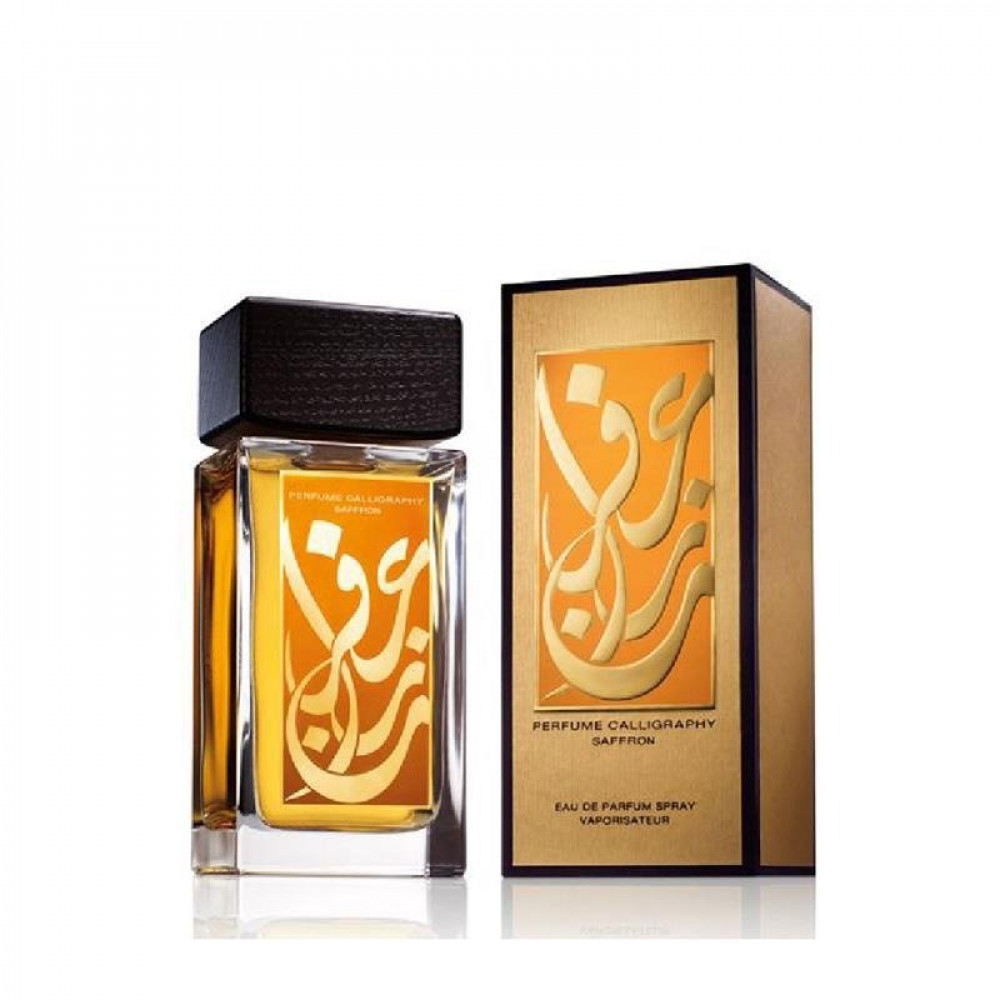 PERFUME CALLIGRAPHY
SAFFRON
زعفران
زعفران
PERFUME CALLIGRAPHY
SAFFRON
EAU DE PARFUM SPRAY
VAPORISATEUR